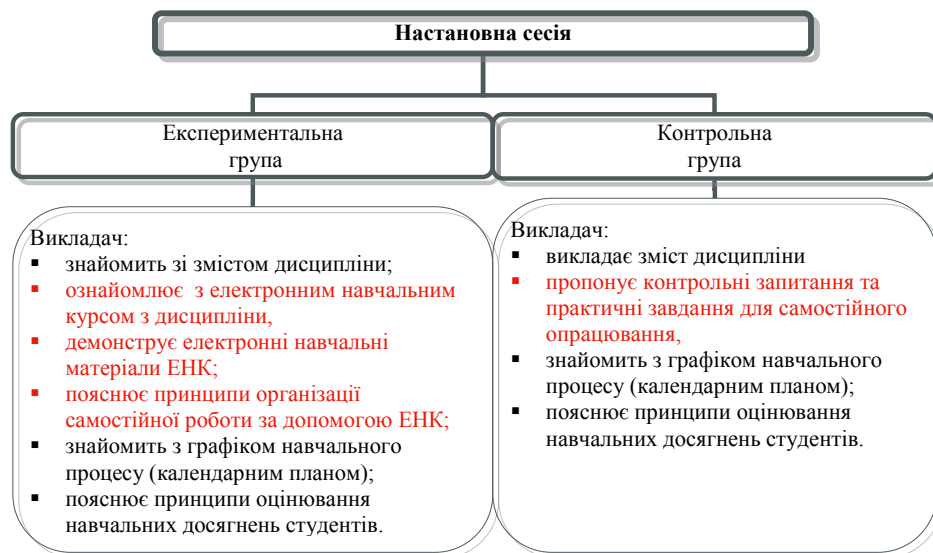 Настановна сесія
Експериментальна
група
Контрольна
група
Викладач:
▪ знайомить зі змістом дисципліни;
▪ ознайомлює з електронним навчальним
курсом з дисципліни,
▪ демонструє електронні навчальні
матеріали ЕНК;
▪ пояснює принципи організації
самостійної роботи за допомогою ЕНК;
▪ знайомить з графіком навчального
процесу (календарним планом);
▪ пояснює принципи оцінювання
навчальних досягнень студентів.
Викладач:
▪ викладає зміст дисципліни
▪ пропонує контрольні запитання та
практичні завдання для самостійного
опрацювання,
▪ знайомить з графіком навчального
процесу (календарним планом);
▪ пояснює принципи оцінювання
навчальних досягнень студентів.